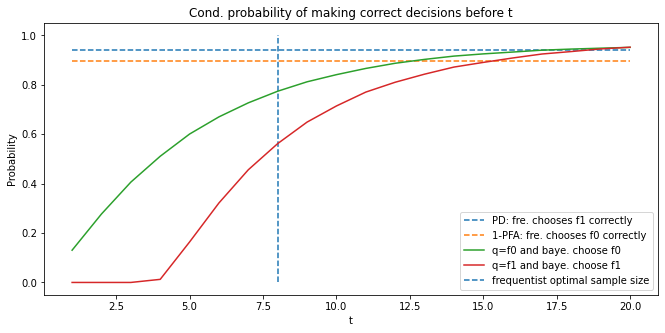 Cond. probability of making correct decisions before t
1.0
0.8
0.6
0.4
0.2
0.0
Probability
PD: fre. chooses f1 correctly
1-PFA: fre. chooses f0 correctly
q=f0 and baye. choose f0
q=f1 and baye. choose f1
frequentist optimal sample size
2.5 5.0 7.5 10.0 12.5 15.0 17.5 20.0
t